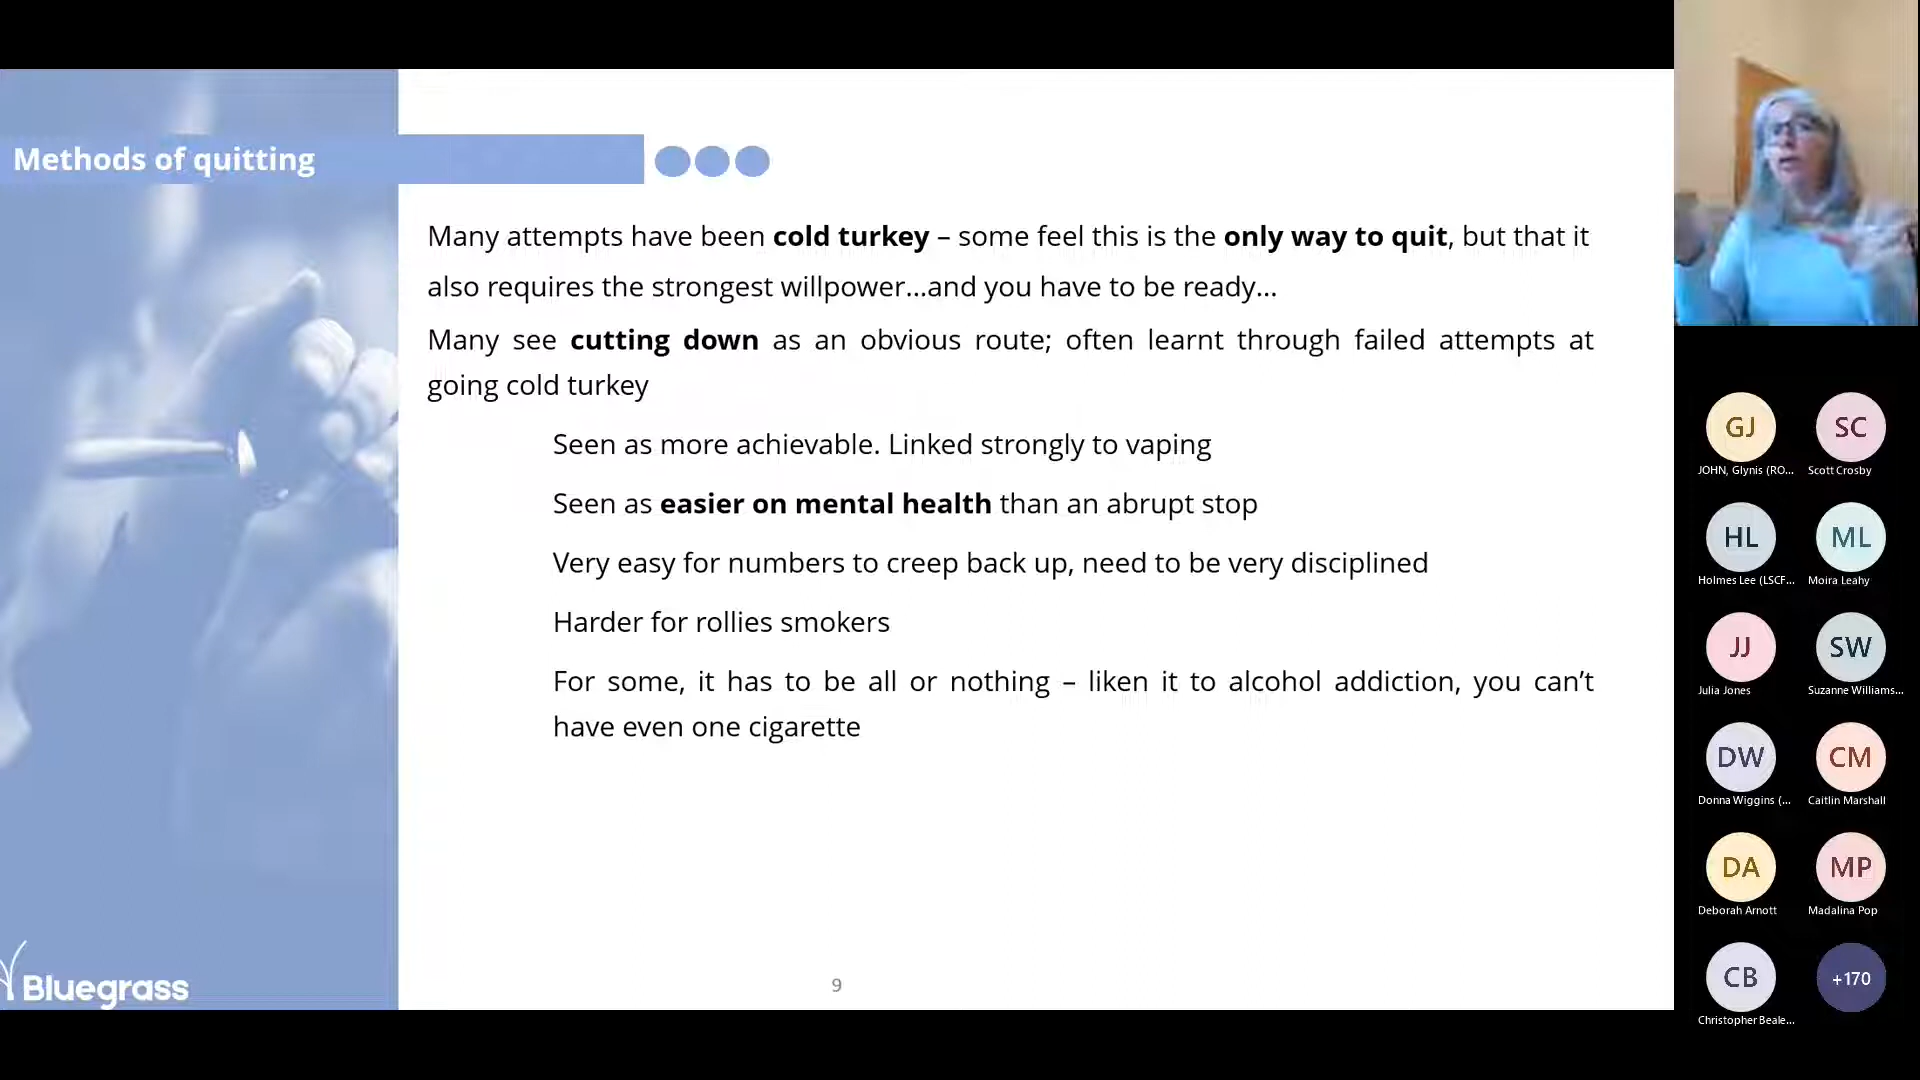 Methods of quitting
Many attempts have been cold turkey – some feel this is the only way to quit, but that it
also requires the strongest willpower…and you have to be ready…
Many see cutting down as an obvious route; often learnt through failed attempts at
going cold turkey
Seen as more achievable. Linked strongly to vaping
Seen as easier on mental health than an abrupt stop
Very easy for numbers to creep back up, need to be very disciplined
Harder for rollies smokers
For some, it has to be all or nothing – liken it to alcohol addiction, you can’t
have even one cigarette
Bluegrass
9
GJ
JOHN, Glynis (RO...
SC
Scott Crosby
HL
Holmes Lee (LSCF...
ML
Moira Leahy
JJ
Julia Jones
SW
Suzanne Williams...
DW
Donna Wiggins (...
CM
Caitlin Marshall
DA
Deborah Arnott
MP
Madalina Pop
CB
Christopher Beale...
+170